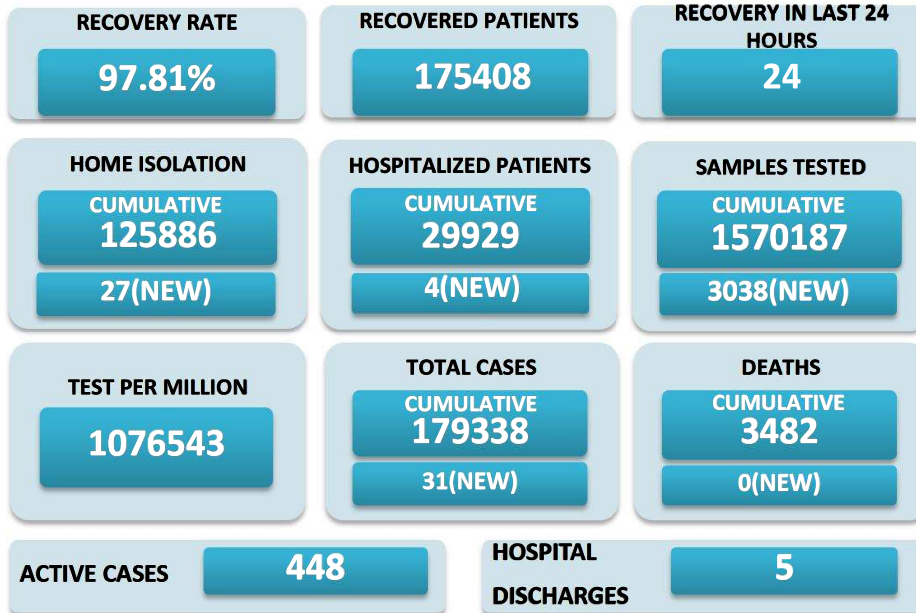 RECOVERY RATE
97.81%
RECOVERED PATIENTS
175408
RECOVERY IN LAST 24
HOURS
24
HOME ISOLATION
CUMULATIVE
125886
27(NEW)
HOSPITALIZED PATIENTS
CUMULATIVE
29929
4(NEW)
SAMPLES TESTED
CUMULATIVE
1570187
3038(NEW)
TEST PER MILLION
1076543
TOTAL CASES
CUMULATIVE
179338
31(NEW)
DEATHS
CUMULATIVE
3482
0(NEW)
ACTIVE CASES
448
HOSPITAL
DISCHARGES
5